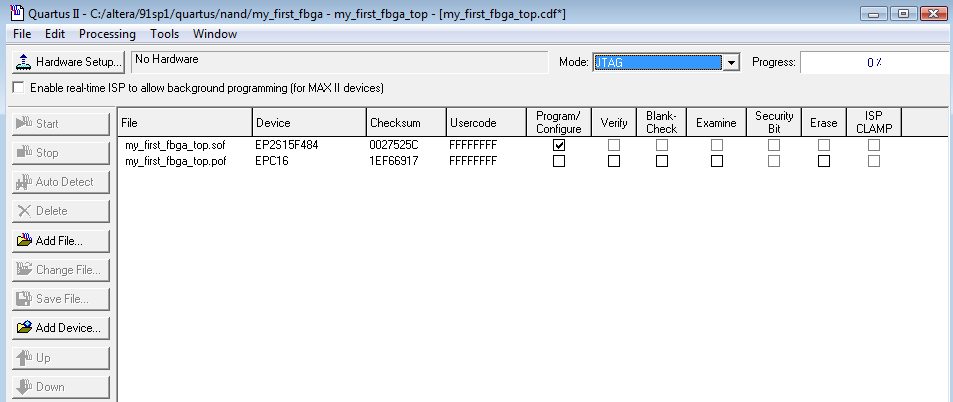 Quartus II - C:/altera/91sp1/quartus/nand/my_first_fbga - my_first_fbga_top - [my_first_fbga_top.cdf*]
File Edit Processing Tools Window
Hardware Setup... No Hardware Mode: JTAG Progress: 0 %
Enable real-time ISP to allow background programming (for MAX II devices)
Start
Stop
Auto Detect
Delete
Add File...
Change File...
Save File...
Add Device...
Up
Down
File Device Checksum Usercode Program/ Configure Verify Blank- Check Examine Security Bit Erase ISP CLAMP
my_first_fbga_top.sof EP2S15F484 0027525C FFFFFFFF
my_first_fbga_top.pof EPC16 1EF66917 FFFFFFFF